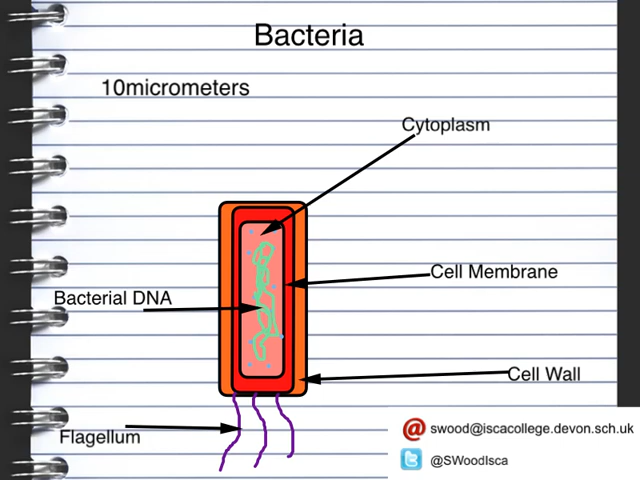 Bacteria
10micrometers
Cytoplasm
Cell Membrane
Bacterial DNA
Cell Wall
Flagellum
@ swood@iscacollege.devon.sch.uk
@SWoodIsca